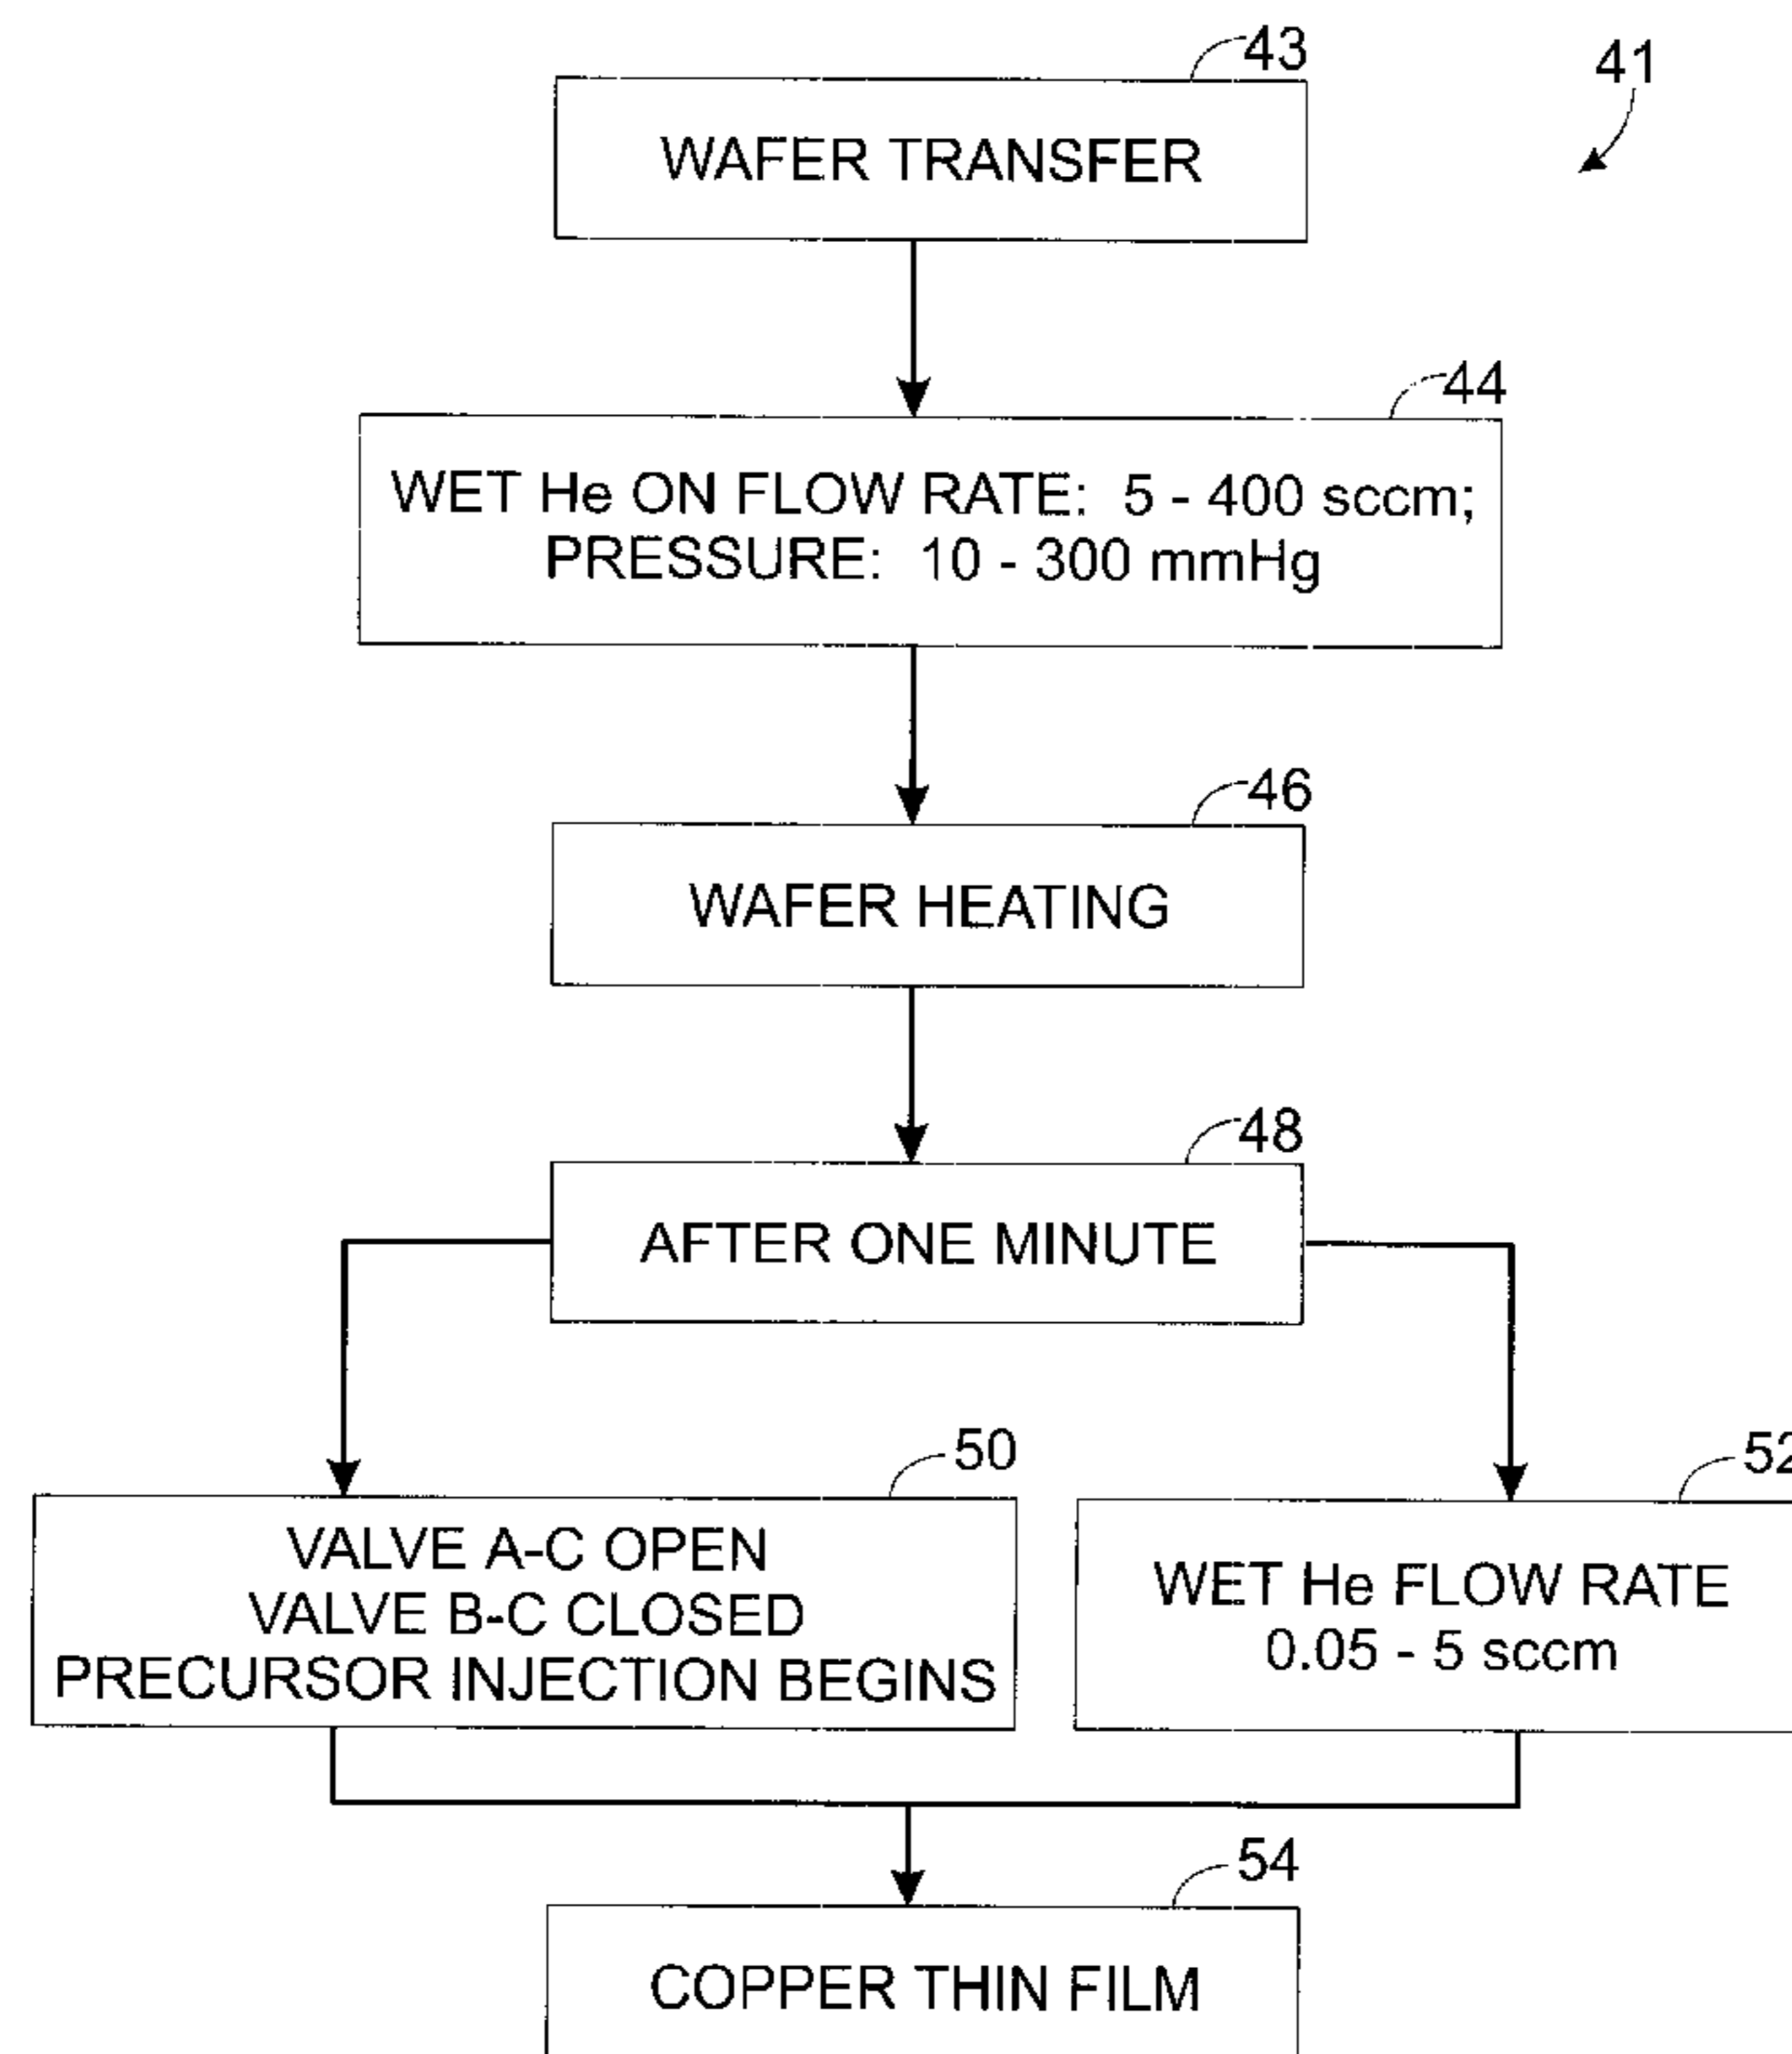 43
41
WAFER TRANSFER
44
WET He ON FLOW RATE: 5 - 400 sccm;
PRESSURE: 10 - 300 mmHg
46
WAFER HEATING
48
AFTER ONE MINUTE
50
52
VALVE A-C OPEN
VALVE B-C CLOSED
PRECURSOR INJECTION BEGINS
WET He FLOW RATE
0.05 - 5 sccm
54
COPPER THIN FILM